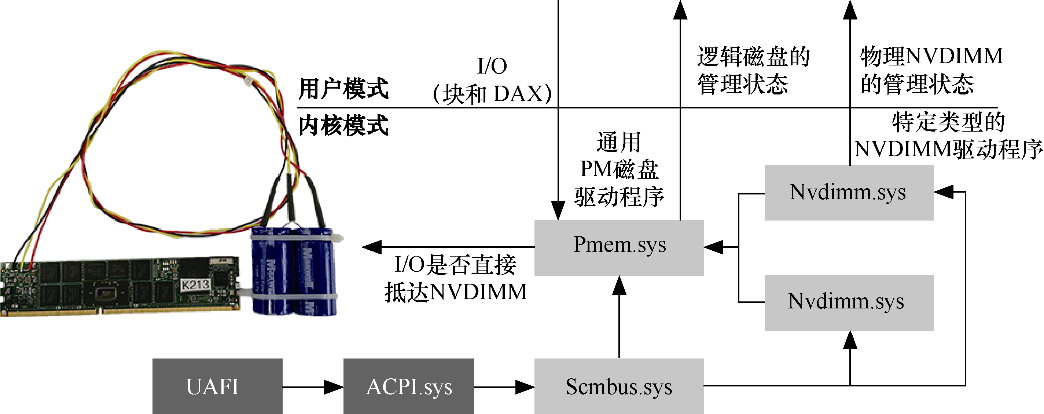 用户模式
内核模式
I/O
（块和 DAX）
逻辑磁盘的
管理状态
物理NVDIMM
的管理状态
特定类型的
NVDIMM驱动程序
通用
PM磁盘
驱动程序
Nvdimm.sys
Pmem.sys
I/O是否直接
抵达NVDIMM
Nvdimm.sys
K213
UAFI
ACPI.sys
Scmbus.sys